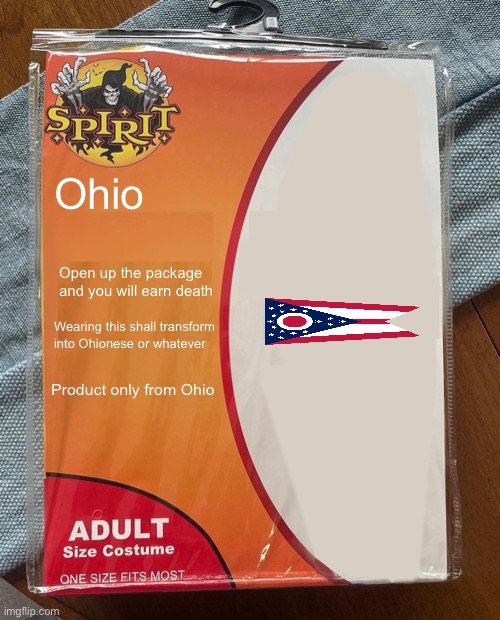 SPIRIT
Ohio
Open up the package
and you will earn death
Wearing this shall transform
into Ohionese or whatever
Product only from Ohio
ADULT
Size Costume
ONE SIZE FITS MOST
imgflip.com